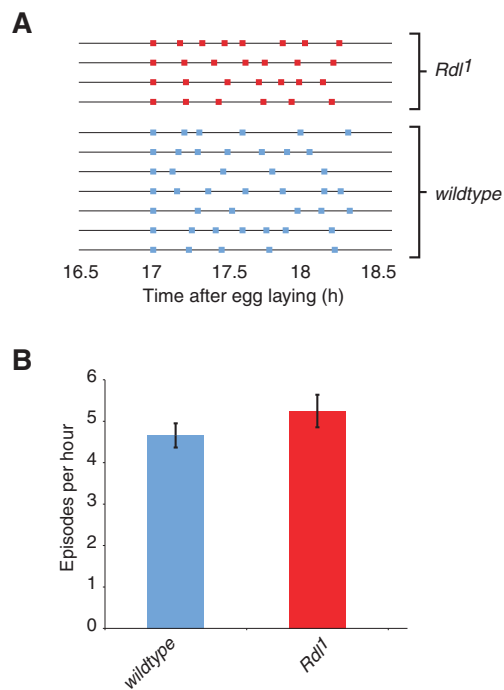 A
Rdl1
wildtype
16.5 17 17.5 18 18.5
Time after egg laying (h)
B
Episodes per hour
6
5
4
3
2
1
0
wildtype
Rdl1